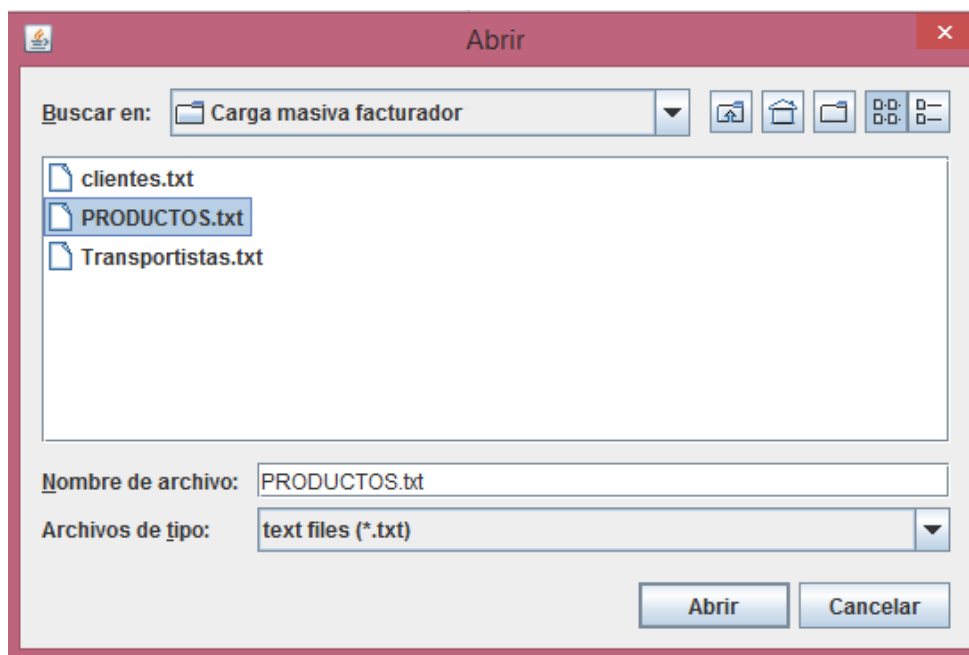 Abrir
Buscar en: Carga masiva facturador
clientes.txt
PRODUCTOS.txt
Transportistas.txt
Nombre de archivo: PRODUCTOS.txt
Archivos de tipo: text files (*.txt)
Abrir Cancelar